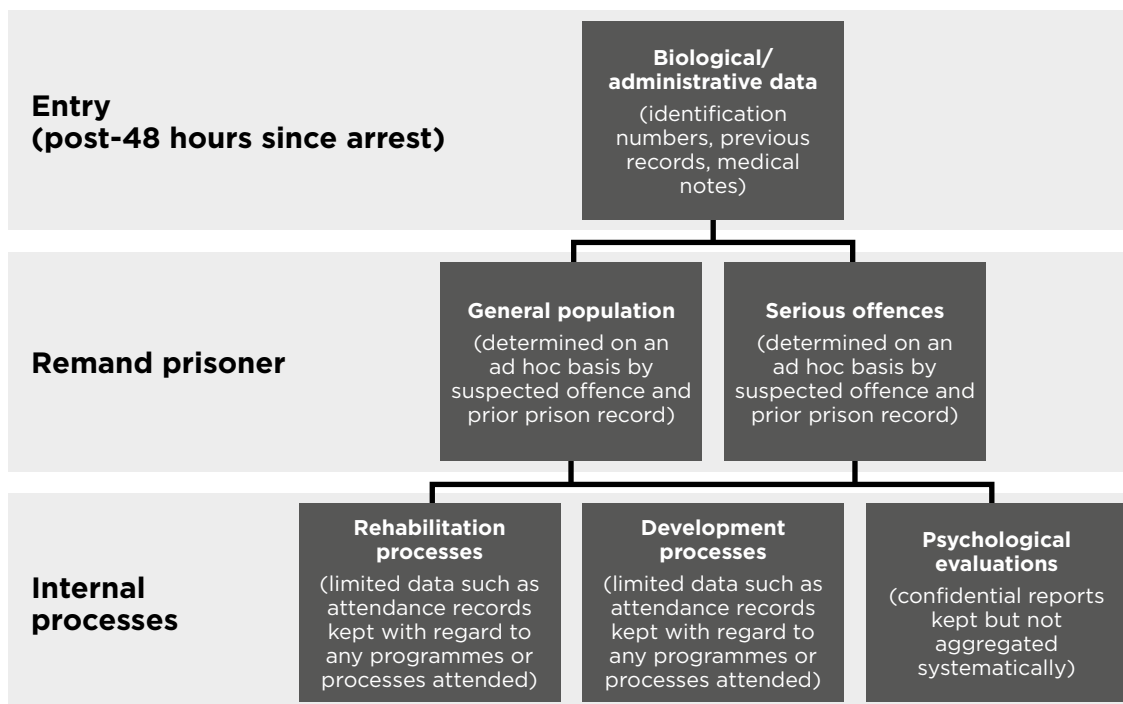 Entry
(post-48 hours since arrest)
Biological/
administrative data
(identification
numbers, previous
records, medical
notes)
Remand prisoner
General population
(determined on an
ad hoc basis by
suspected offence and
prior prison record)
Serious offences
(determined on an
ad hoc basis by
suspected offence and
prior prison record)
Internal
processes
Rehabilitation
processes
(limited data such as
attendance records
kept with regard to
any programmes or
processes attended)
Development
processes
(limited data such as
attendance records
kept with regard to
any programmes or
processes attended)
Psychological
evaluations
(confidential reports
kept but not
aggregated
systematically)